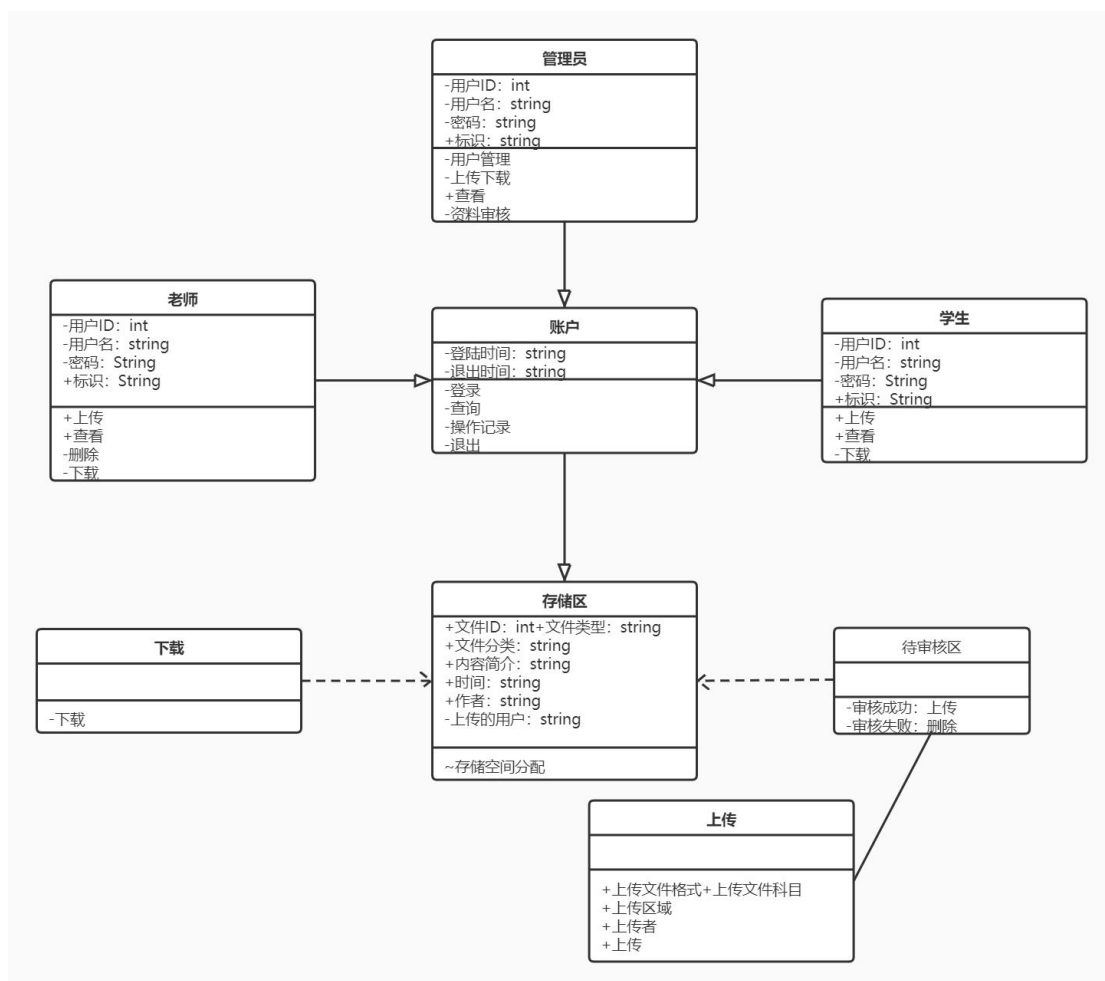 管理员
-用户ID：int
-用户名：string
-密码：string
+标识：string
-用户管理
-上传下载
+查看
-资料审核
老师
-用户ID：int
-用户名：string
-密码：String
+标识：String
+上传
+查看
-删除
-下载
账户
-登陆时间：string
-退出时间：string
-登录
-查询
-操作记录
-退出
学生
-用户ID：int
-用户名：string
-密码：String
+标识：String
+上传
+查看
-下载
下载
-下载
存储区
+文件ID：int+文件类型：string
+文件分类：string
+内容简介：string
+时间：string
+作者：string
-上传的用户：string
~存储空间分配
待审核区
-审核成功：上传
-审核失败：删除
上传
+上传文件格式+上传文件科目
+上传区域
+上传者
+上传